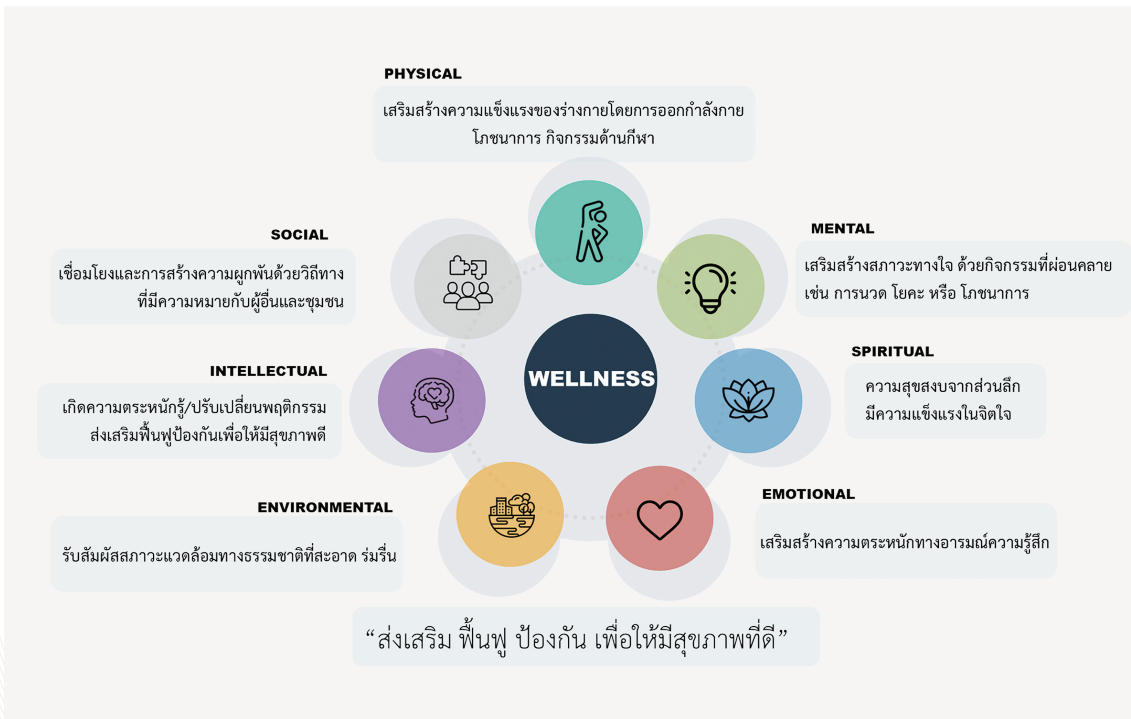 PHYSICAL
เสริมสร้างความแข็งแรงของร่างกายโดยการออกกำลังกาย
โภชนาการ กิจกรรมด้านกีฬา
SOCIAL
เชื่อมโยงและการสร้างความผูกพันด้วยวิถีทาง
ที่มีความหมายกับผู้อื่นและชุมชน
MENTAL
เสริมสร้างสภาวะทางใจ ด้วยกิจกรรมที่ผ่อนคลาย
เช่น การนวด โยคะ หรือ โภชนาการ
INTELLECTUAL
เกิดความตระหนักรู้/ปรับเปลี่ยนพฤติกรรม
ส่งเสริมฟื้นฟูป้องกันเพื่อให้มีสุขภาพดี
WELLNESS
SPIRITUAL
ความสุขสงบจากส่วนลึก
มีความแข็งแรงในจิตใจ
ENVIRONMENTAL
รับสัมผัสสภาวะแวดล้อมทางธรรมชาติที่สะอาด ร่มรื่น
EMOTIONAL
เสริมสร้างความตระหนักทางอารมณ์ความรู้สึก
“ส่งเสริม ฟื้นฟู ป้องกัน เพื่อให้มีสุขภาพที่ดี”